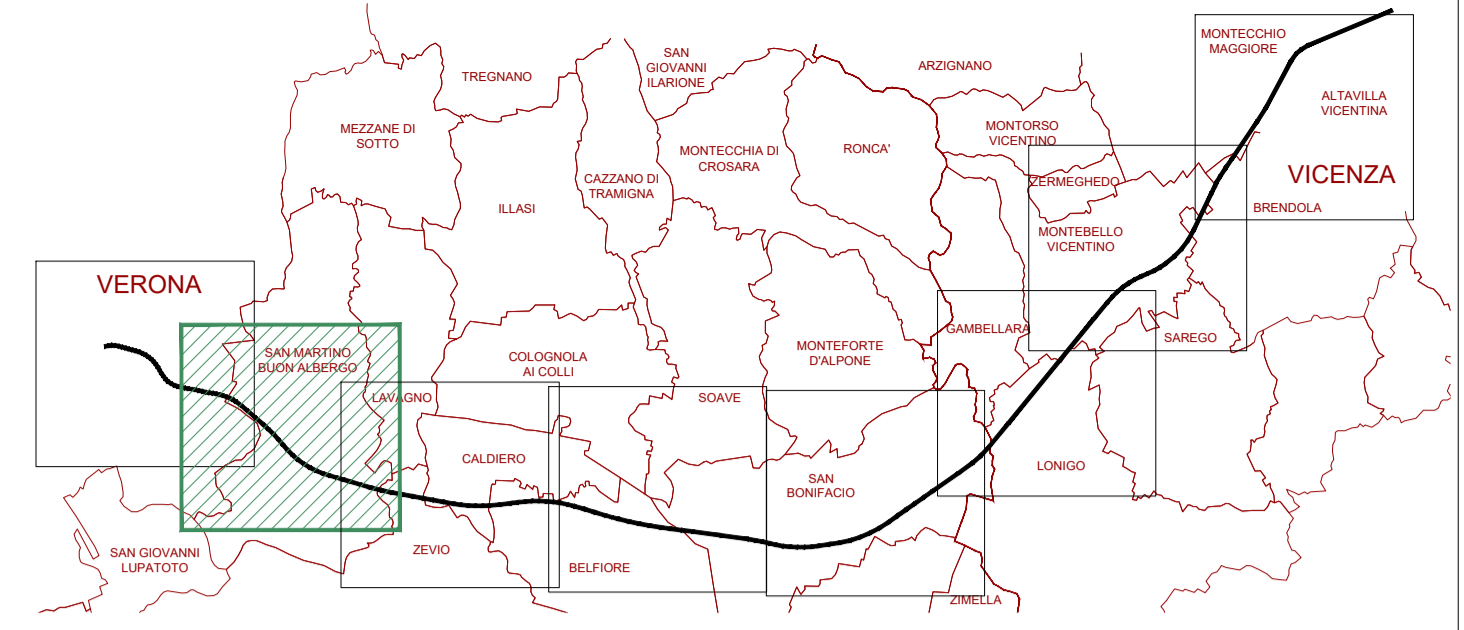 MONTECCHIO
MAGGIORE
SAN
GIOVANNI
ILARIONE
TREGNANO
ARZIGNANO
ALTAVILLA
VICENTINA
MEZZANE DI
SOTTO
MONTORSO
VICENTINO
MONTECCHIA DI
CROSARA
RONCA'
CAZZANO DI
TRAMIGNA
ZERMEGHEDO
VICENZA
ILLASI
BRENDOLA
MONTEBELLO
VICENTINO
VERONA
GAMBELLARA
SAREGO
SAN MARTINO
BUON ALBERGO
COLOGNOLA
AI COLLI
MONTEFORTE
D'ALPONE
LAVAGNO
SOAVE
CALDIERO
LONIGO
SAN
BONIFACIO
SAN GIOVANNI
LUPATOTO
ZEVIO
BELFIORE
ZIMELLA